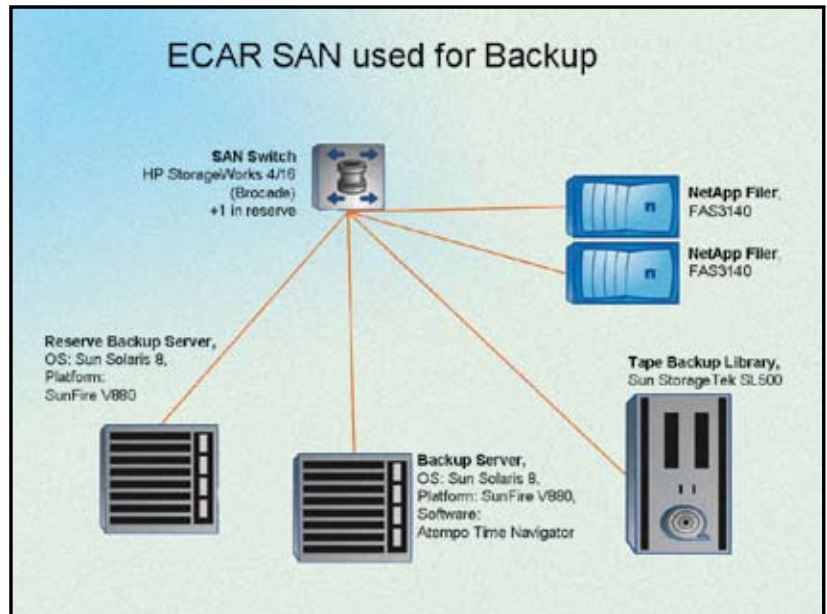 ECAR SAN used for Backup
SAN Switch
HP StorageWorks 4/16
(Brocade)
+1 in reserve
n
NetApp Filer,
FAS3140
n
NetApp Filer,
FAS3140
Reserve Backup Server,
OS: Sun Solaris 8,
Platform:
SunFire V880
Backup Server,
OS: Sun Solaris 8,
Platform: SunFire V880,
Software:
Atempo Time Navigator
Tape Backup Library,
Sun StorageTek SL500